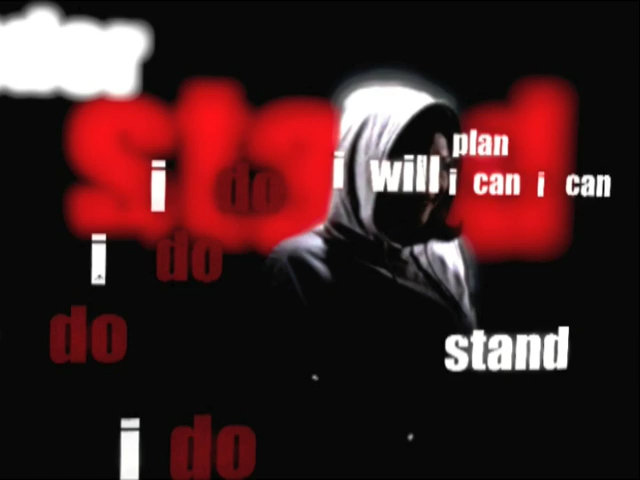 stand
plan
i do i will i can i can
i do
do
stand
i do